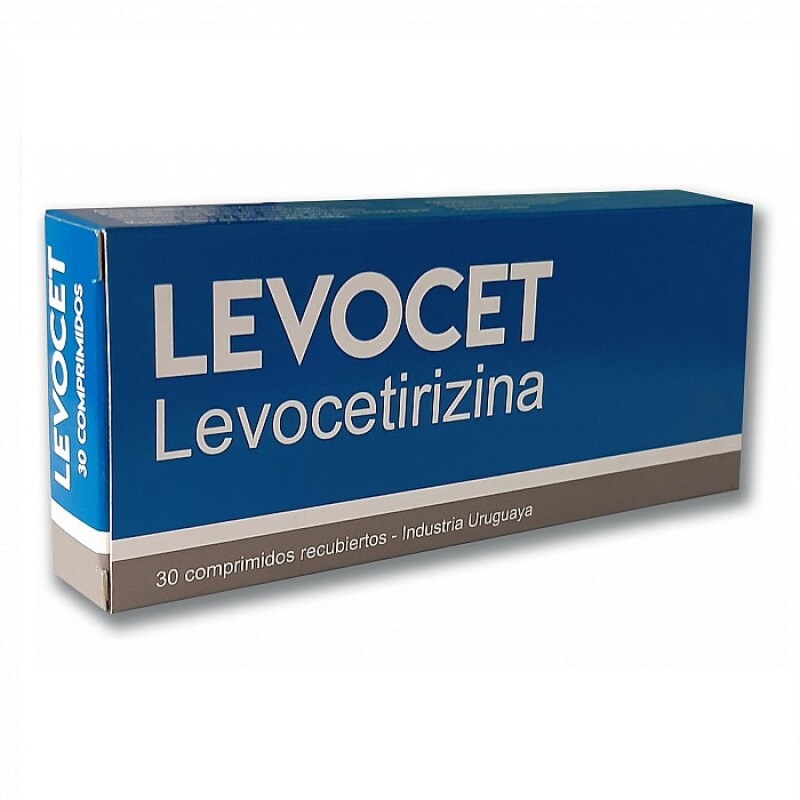 LEVOCET
30 COMPRIMIDOS
LEVOCET
Levocetirizina
30 comprimidos recubiertos - Industria Uruguaya